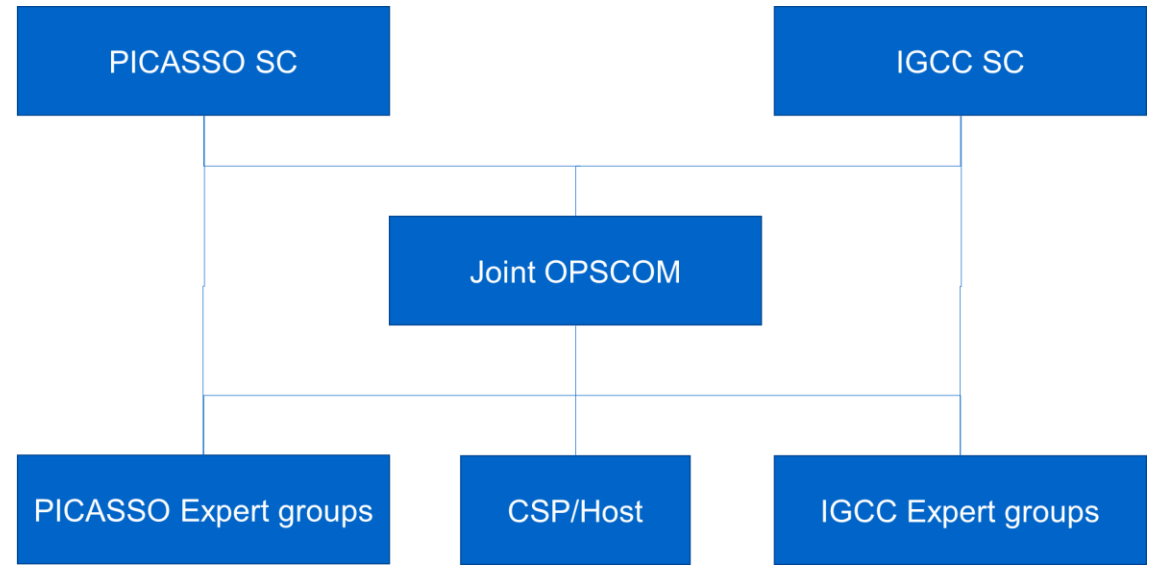 PICASSO SC
IGCC SC
Joint OPSCOM
PICASSO Expert groups
CSP/Host
IGCC Expert groups